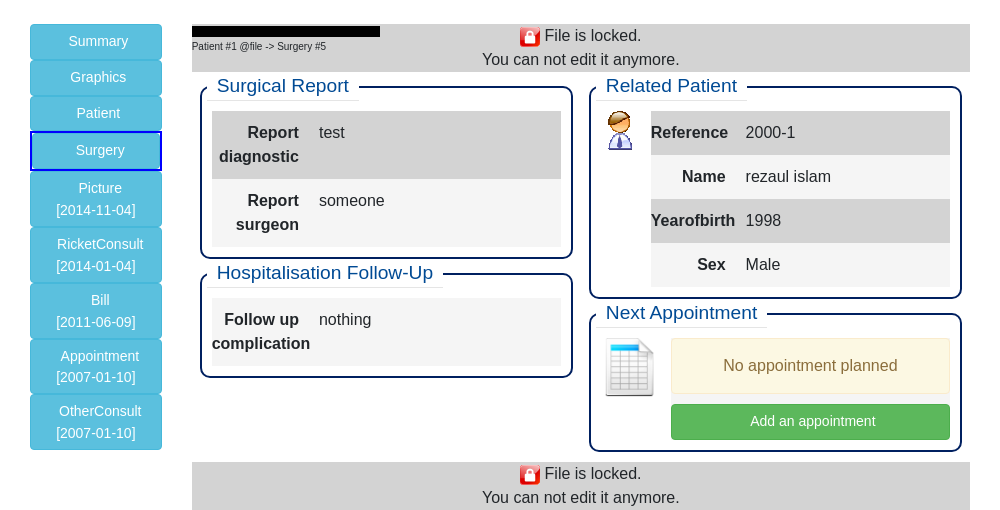 Summary
Graphics
Patient
Surgery
Picture
[2014-11-04]
RicketConsult
[2014-01-04]
Bill
[2011-06-09]
Appointment
[2007-01-10]
OtherConsult
[2007-01-10]
Patient #1 @file -> Surgery #5
File is locked.
You can not edit it anymore.
Surgical Report
Report diagnostic
test
Report surgeon
someone
Hospitalisation Follow-Up
Follow up complication
nothing
Related Patient
Reference 2000-1
Name rezaul islam
Yearofbirth 1998
Sex Male
Next Appointment
No appointment planned
Add an appointment
File is locked.
You can not edit it anymore.